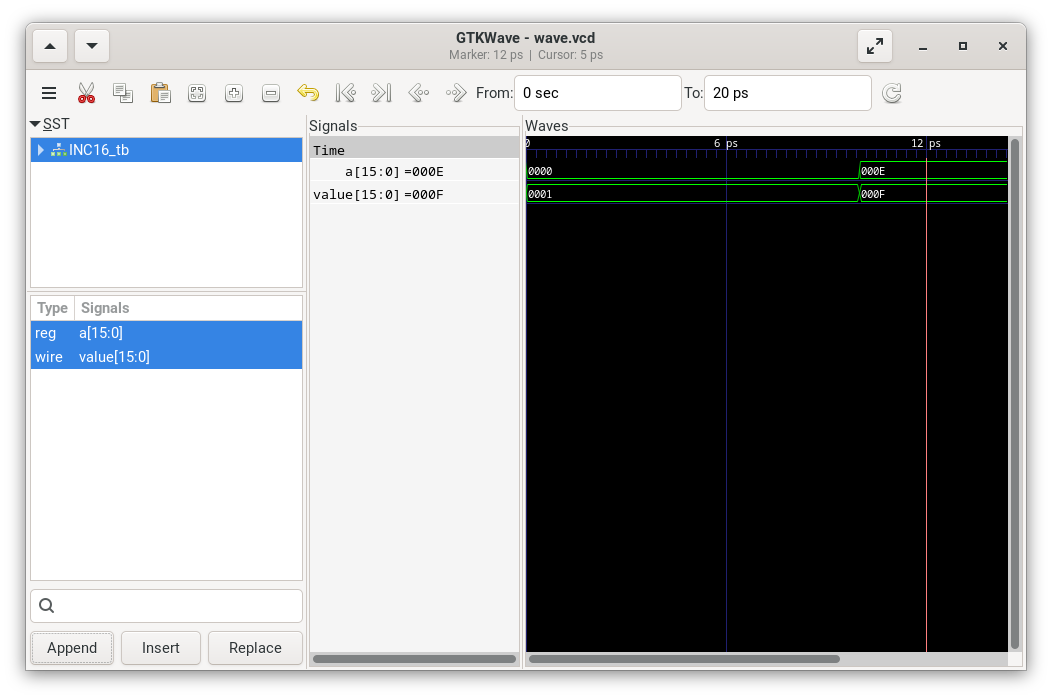 GTKWave - wave.vcd
Marker: 12 ps | Cursor: 5 ps
From: 0 sec To: 20 ps
SST
INC16_tb
Type Signals
reg a[15:0]
wire value[15:0]
Append Insert Replace
Signals
Time
a[15:0] =000E
value[15:0] =000F
Waves
0 6 ps 12 ps
0000 000E
0001 000F